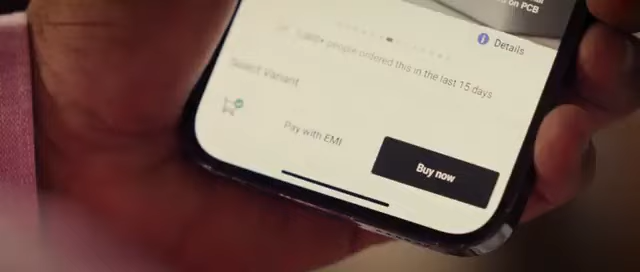 on PCB
Details
people ordered this in the last 15 days
Select Variant
Pay with EMI
Buy now